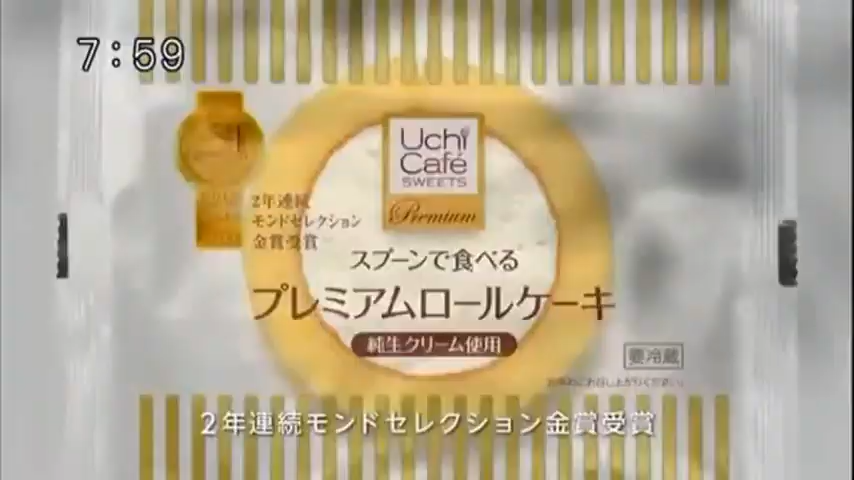 7:59
Uchi
Café
SWEETS
Premium
2年連続
モンドセレクション
金賞受賞
スプーンで食べる
プレミアムロールケーキ
純生クリーム使用
要冷蔵
2年連続モンドセレクション金賞受賞